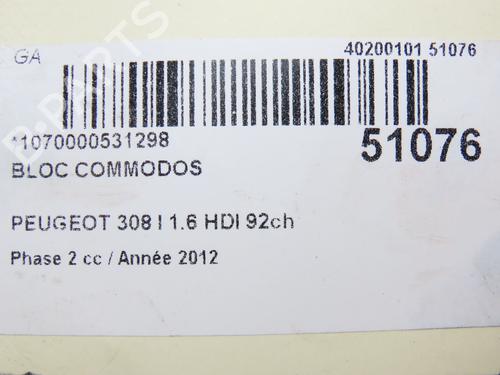 GA
40200101 51076
*1070000531298
51076
BLOC COMMODOS
PEUGEOT 308 I 1.6 HDI 92ch
Phase 2 cc / Année 2012